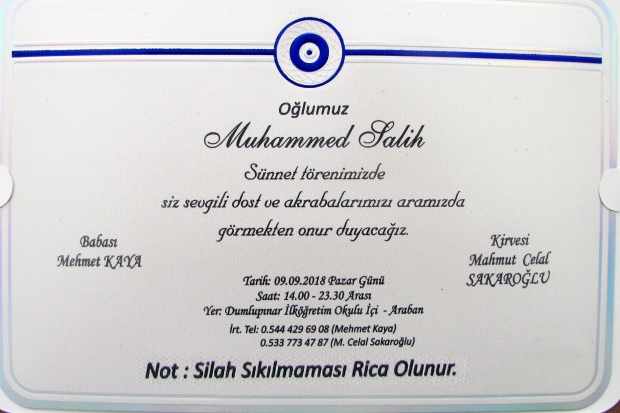 Oğlumuz
Muhammed Salih
Sünnet törenimizde
siz sevgili dost ve akrabalarımızı aramızda
görmekten onur duyacağız.
Babası
Mehmet KAYA
Kirvesi
Mahmut Celal
SAKAROĞLU
Tarih: 09.09.2018 Pazar Günü
Saat: 14.00 - 23.30 Arası
Yer: Dumlupınar İlköğretim Okulu İçi - Araban
İrt. Tel: 0.544 429 69 08 (Mehmet Kaya)
0.533 773 47 87 (M. Celal Sakaroğlu)
Not : Silah Sıkılmaması Rica Olunur.